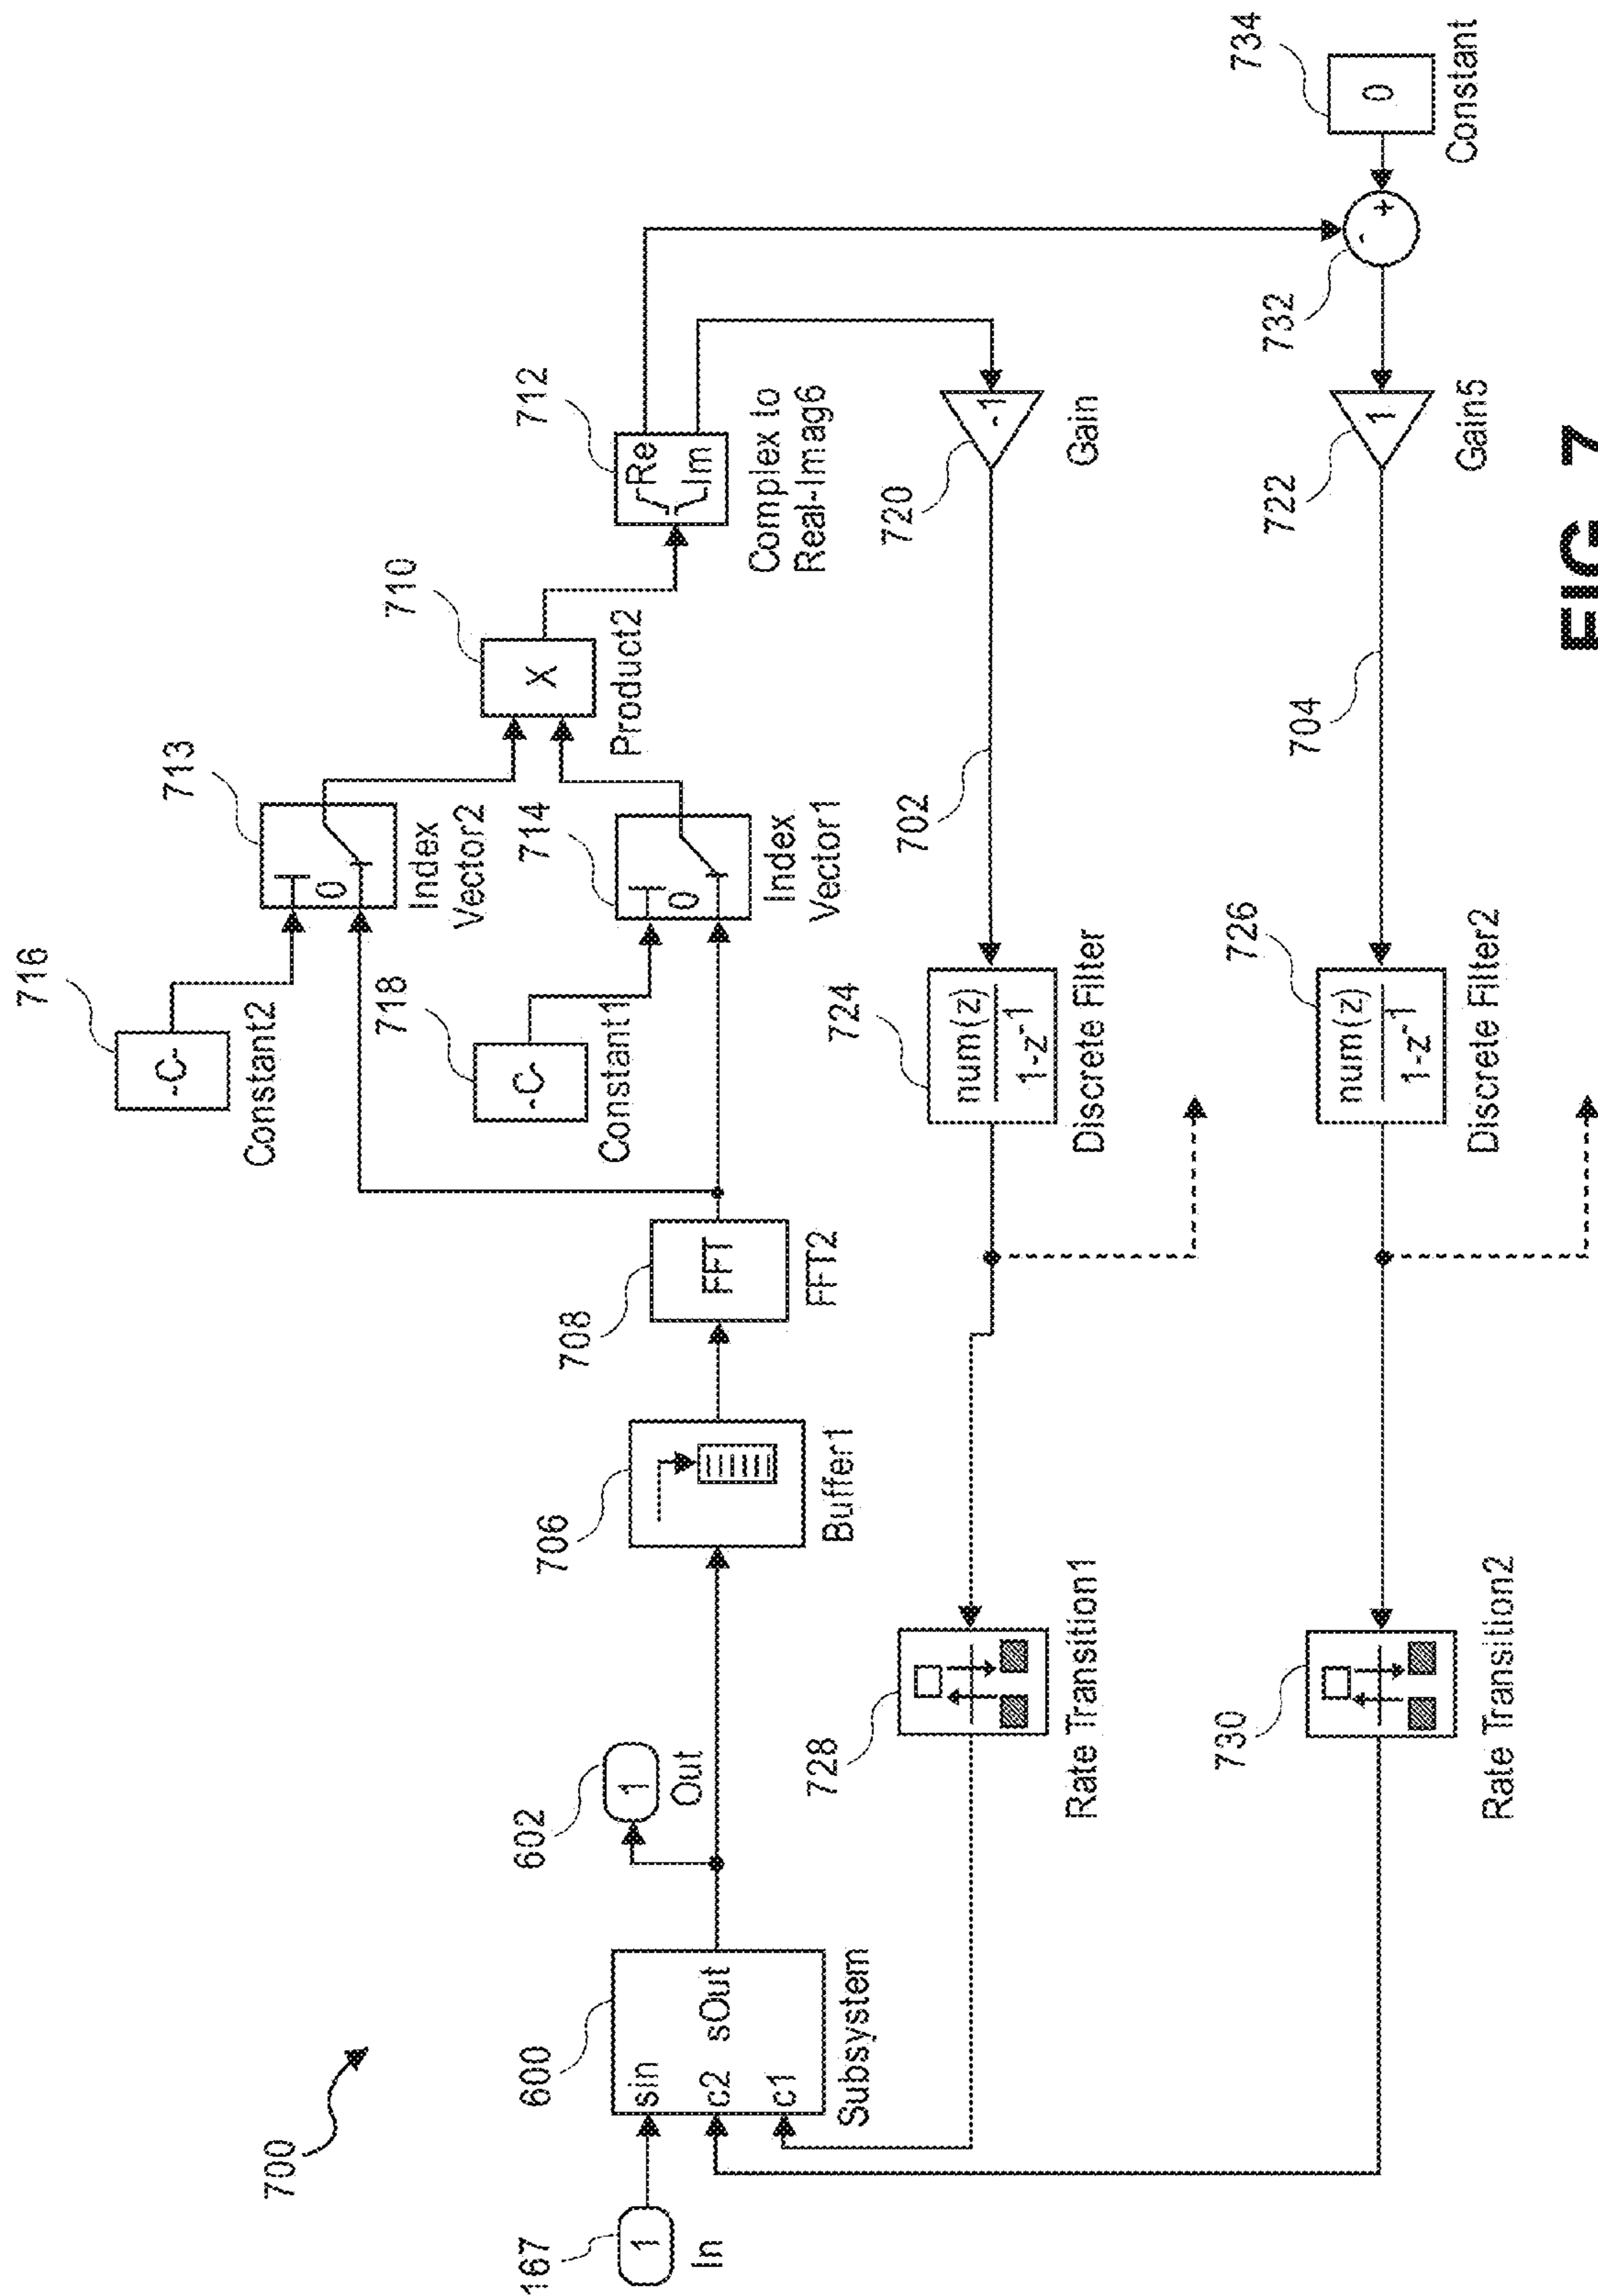 700
167
1
In
600
sin
c2
sOut
c1
Subsystem
602
1
Out
706
Buffer1
708
FFT
FFT2
716
-C-
Constant2
718
-C-
Constant1
713
0
Index
Vector2
714
0
Index
Vector1
710
X
Product2
712
Re
Im
Complex to
Real-Imag6
720
-1
Gain
702
724
num(z)
1-z-1
Discrete Filter
728
Rate Transition1
734
0
Constant
732
-
+
722
1
Gain5
704
726
num(z)
1-z-1
Discrete Filter2
730
Rate Transition2
FIG. 7